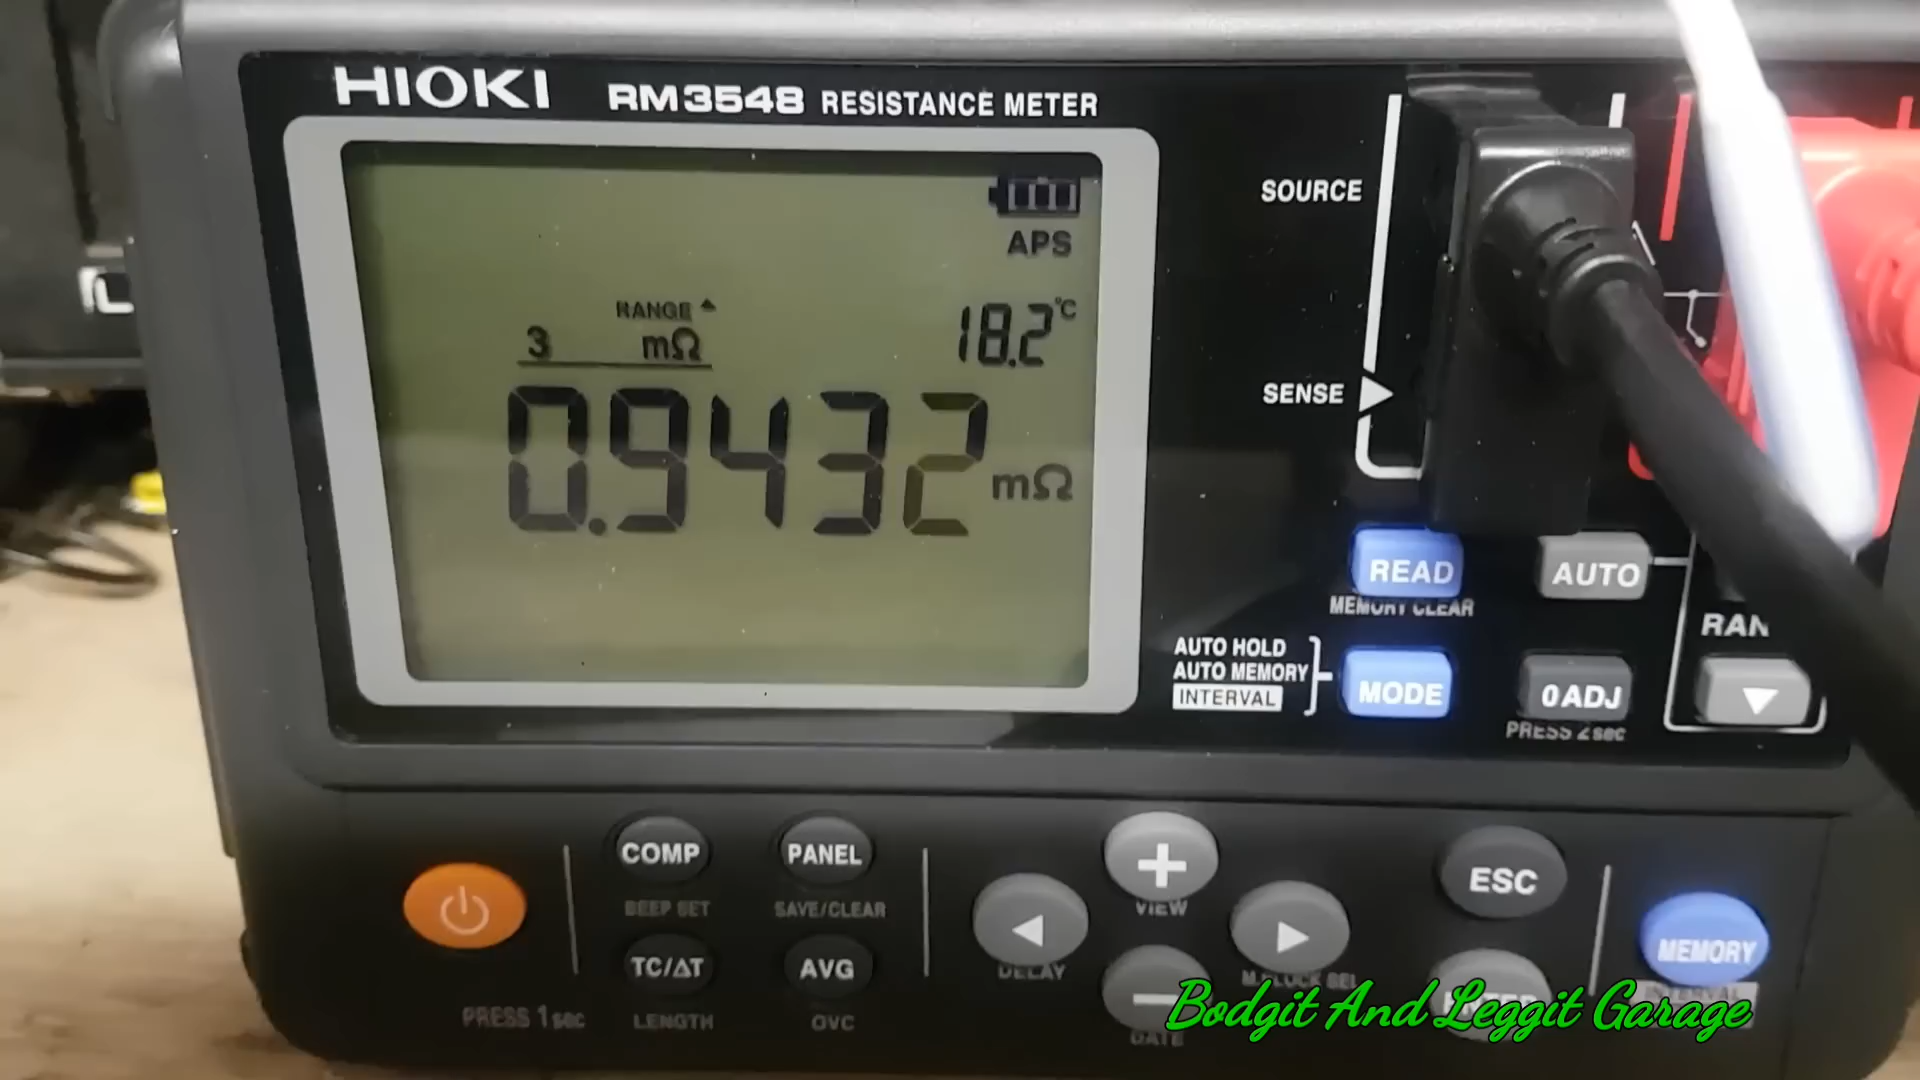 HIOKI RM3548 RESISTANCE METER
APS
RANGE
3 mΩ
18.2°C
0.9432 mΩ
SOURCE
SENSE
READ
MEMORY CLEAR
AUTO
AUTO HOLD
AUTO MEMORY
INTERVAL
MODE
0 ADJ
PRESS 2sec
RAN
COMP
BEEP SET
PANEL
SAVE/CLEAR
TC/ΔT
LENGTH
AVG
OVC
PRESS 1sec
+
VIEW
DELAY
DATE
ESC
MEMORY
Bodgit And Leggit Garage